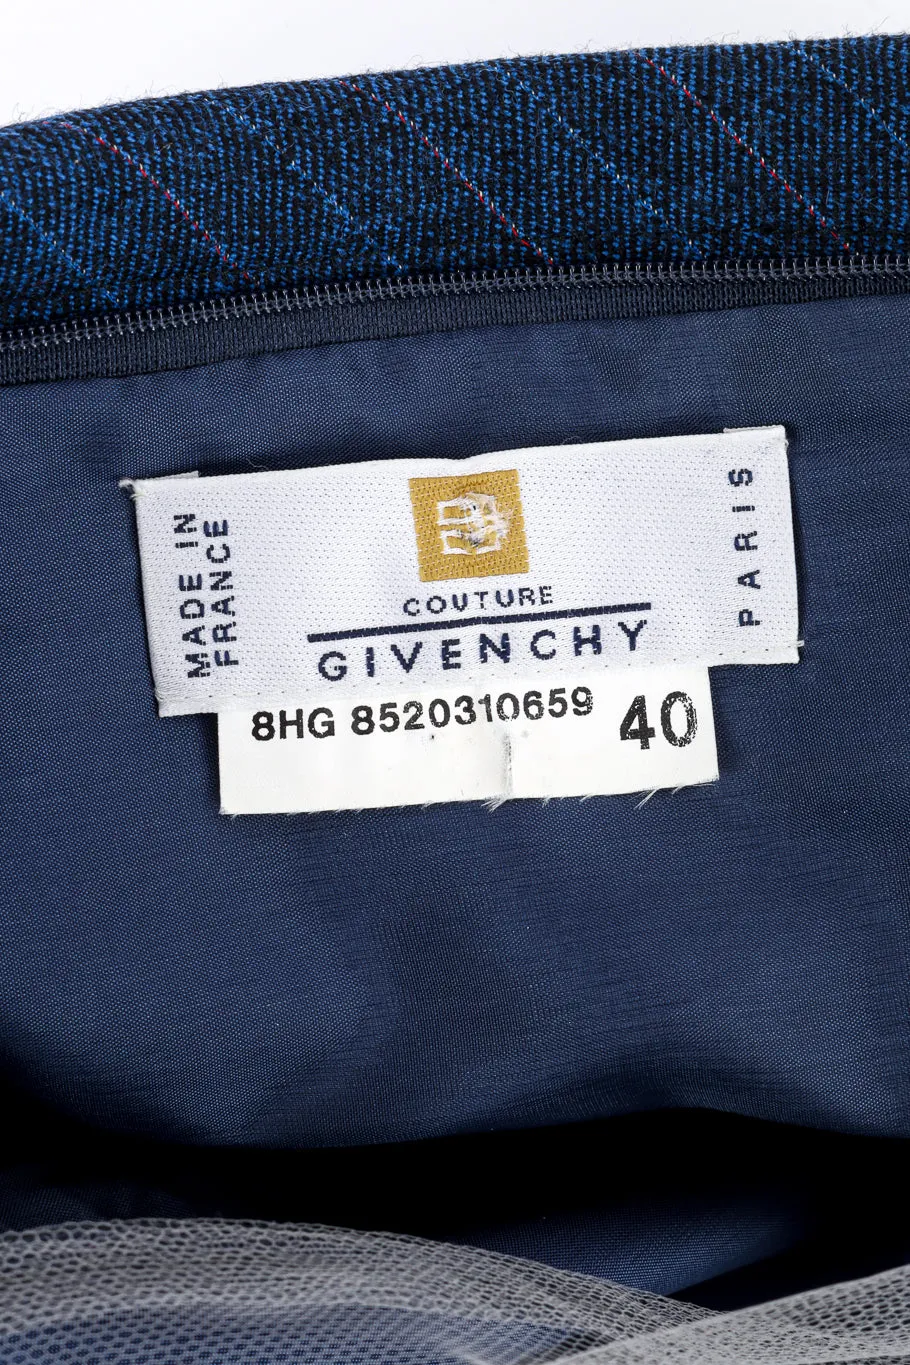 MADE IN
FRANCE
COUTURE
GIVENCHY
PARIS
8HG 8520310659 40